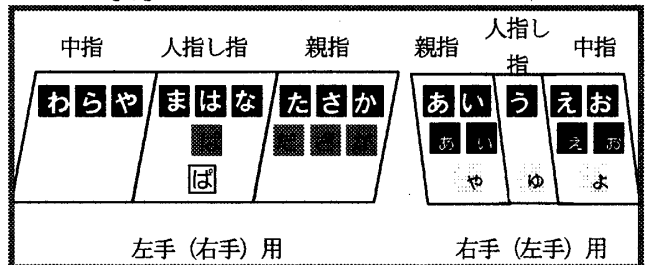 中指 人指し指 親指 親指 人指し指 中指
わ ら や ま は な た さ か あ い う え お
あ い え お
ぱ や ゆ よ
左手（右手）用 右手（左手）用